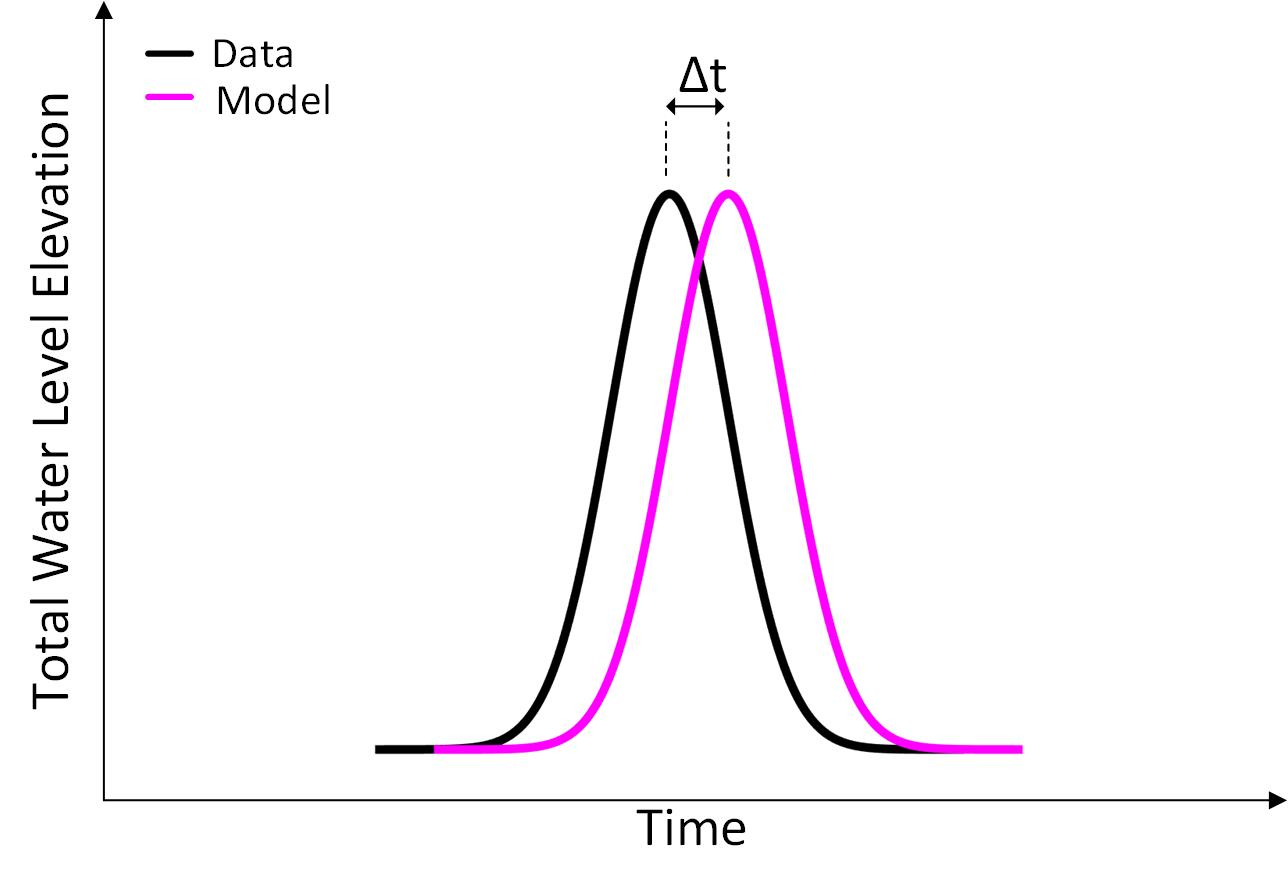 Data
Model
Δt
Total Water Level Elevation
Time